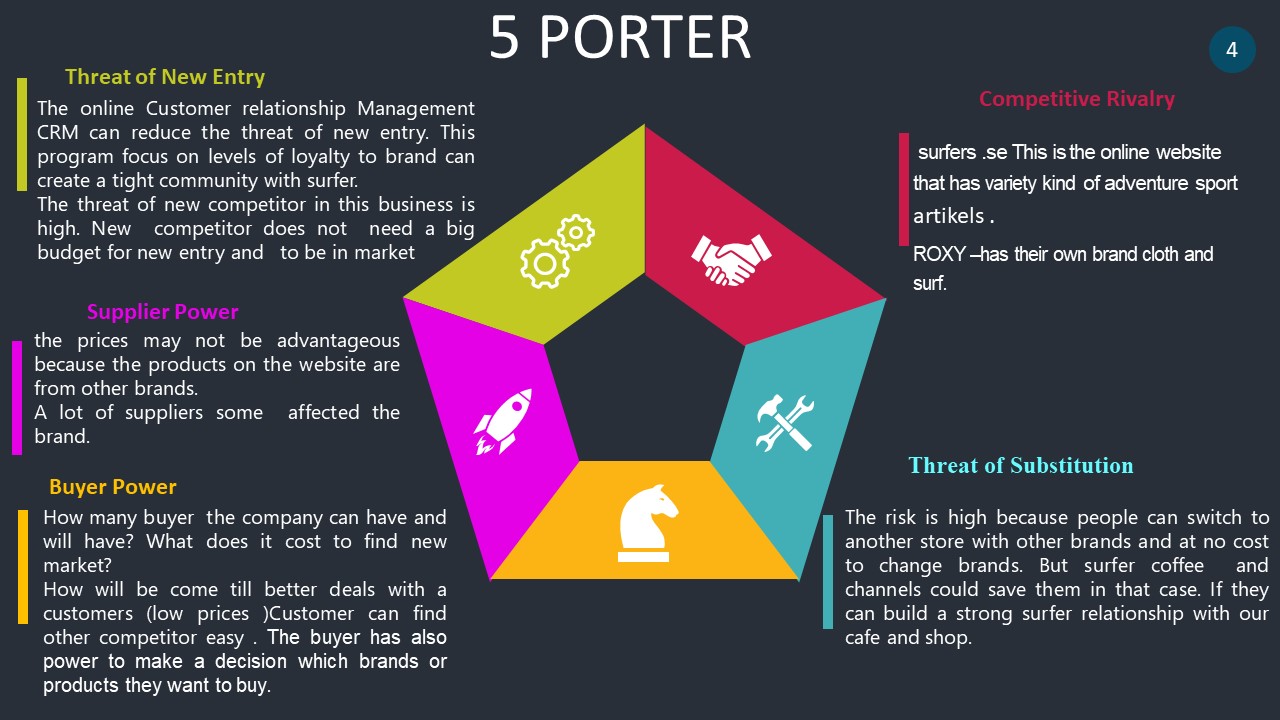 5 PORTER
4
Threat of New Entry
The online Customer relationship Management
CRM can reduce the threat of new entry. This
program focus on levels of loyalty to brand can
create a tight community with surfer.
The threat of new competitor in this business is
high. New competitor does not need a big
budget for new entry and to be in market
Supplier Power
the prices may not be advantageous
because the products on the website are
from other brands.
A lot of suppliers some affected the
brand.
Buyer Power
How many buyer the company can have and
will have? What does it cost to find new
market?
How will be come till better deals with a
customers (low prices )Customer can find
other competitor easy . The buyer has also
power to make a decision which brands or
products they want to buy.
Competitive Rivalry
surfers .se This is the online website
that has variety kind of adventure sport
artikels .
ROXY –has their own brand cloth and
surf.
Threat of Substitution
The risk is high because people can switch to
another store with other brands and at no cost
to change brands. But surfer coffee and
channels could save them in that case. If they
can build a strong surfer relationship with our
cafe and shop.